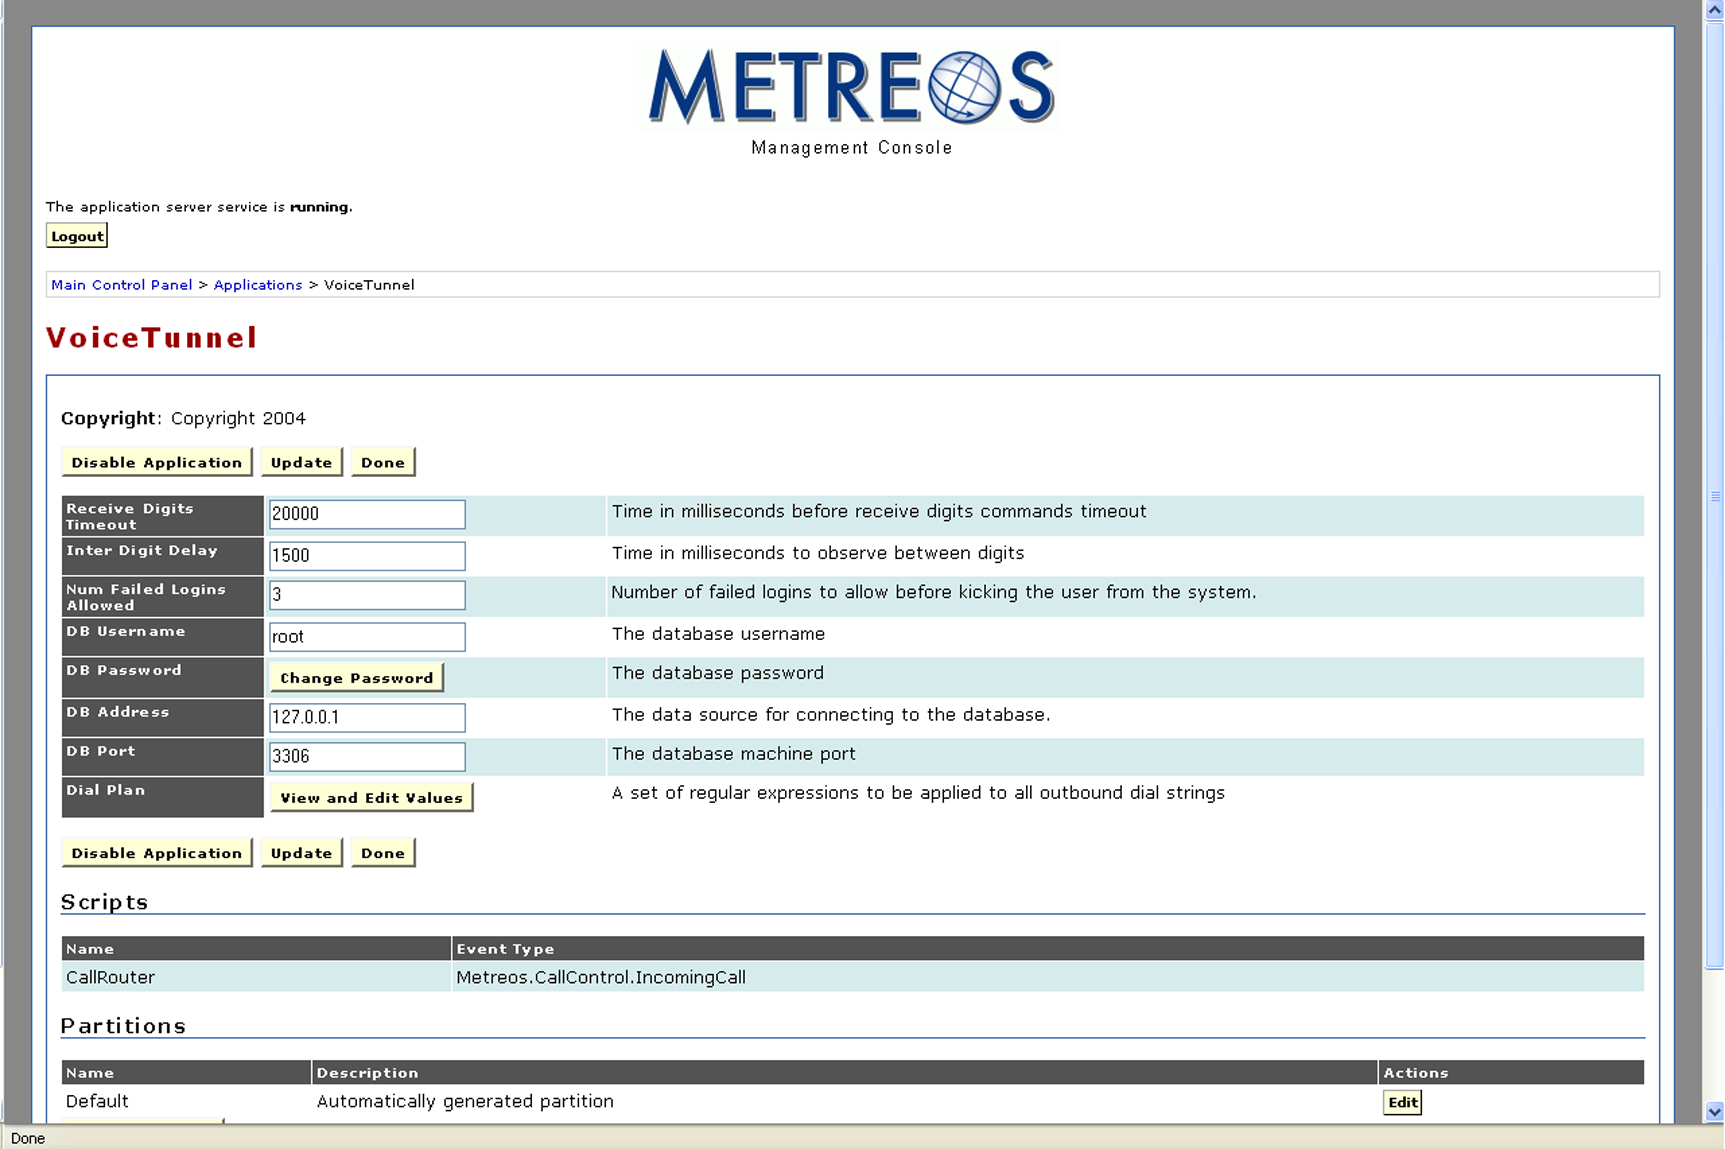 METREOS
Management Console
The application server service is running.
Logout
Main Control Panel > Applications > VoiceTunnel
VoiceTunnel
Copyright: Copyright 2004
Disable Application Update Done
Receive Digits Timeout 20000 Time in milliseconds before receive digits commands timeout
Inter Digit Delay 1500 Time in milliseconds to observe between digits
Num Failed Logins Allowed 3 Number of failed logins to allow before kicking the user from the system.
DB Username root The database username
DB Password Change Password The database password
DB Address 127.0.0.1 The data source for connecting to the database.
DB Port 3306 The database machine port
Dial Plan View and Edit Values A set of regular expressions to be applied to all outbound dial strings
Disable Application Update Done
Scripts
Name Event Type
CallRouter Metreos.CallControl.IncomingCall
Partitions
Name Description Actions
Default Automatically generated partition Edit
Done